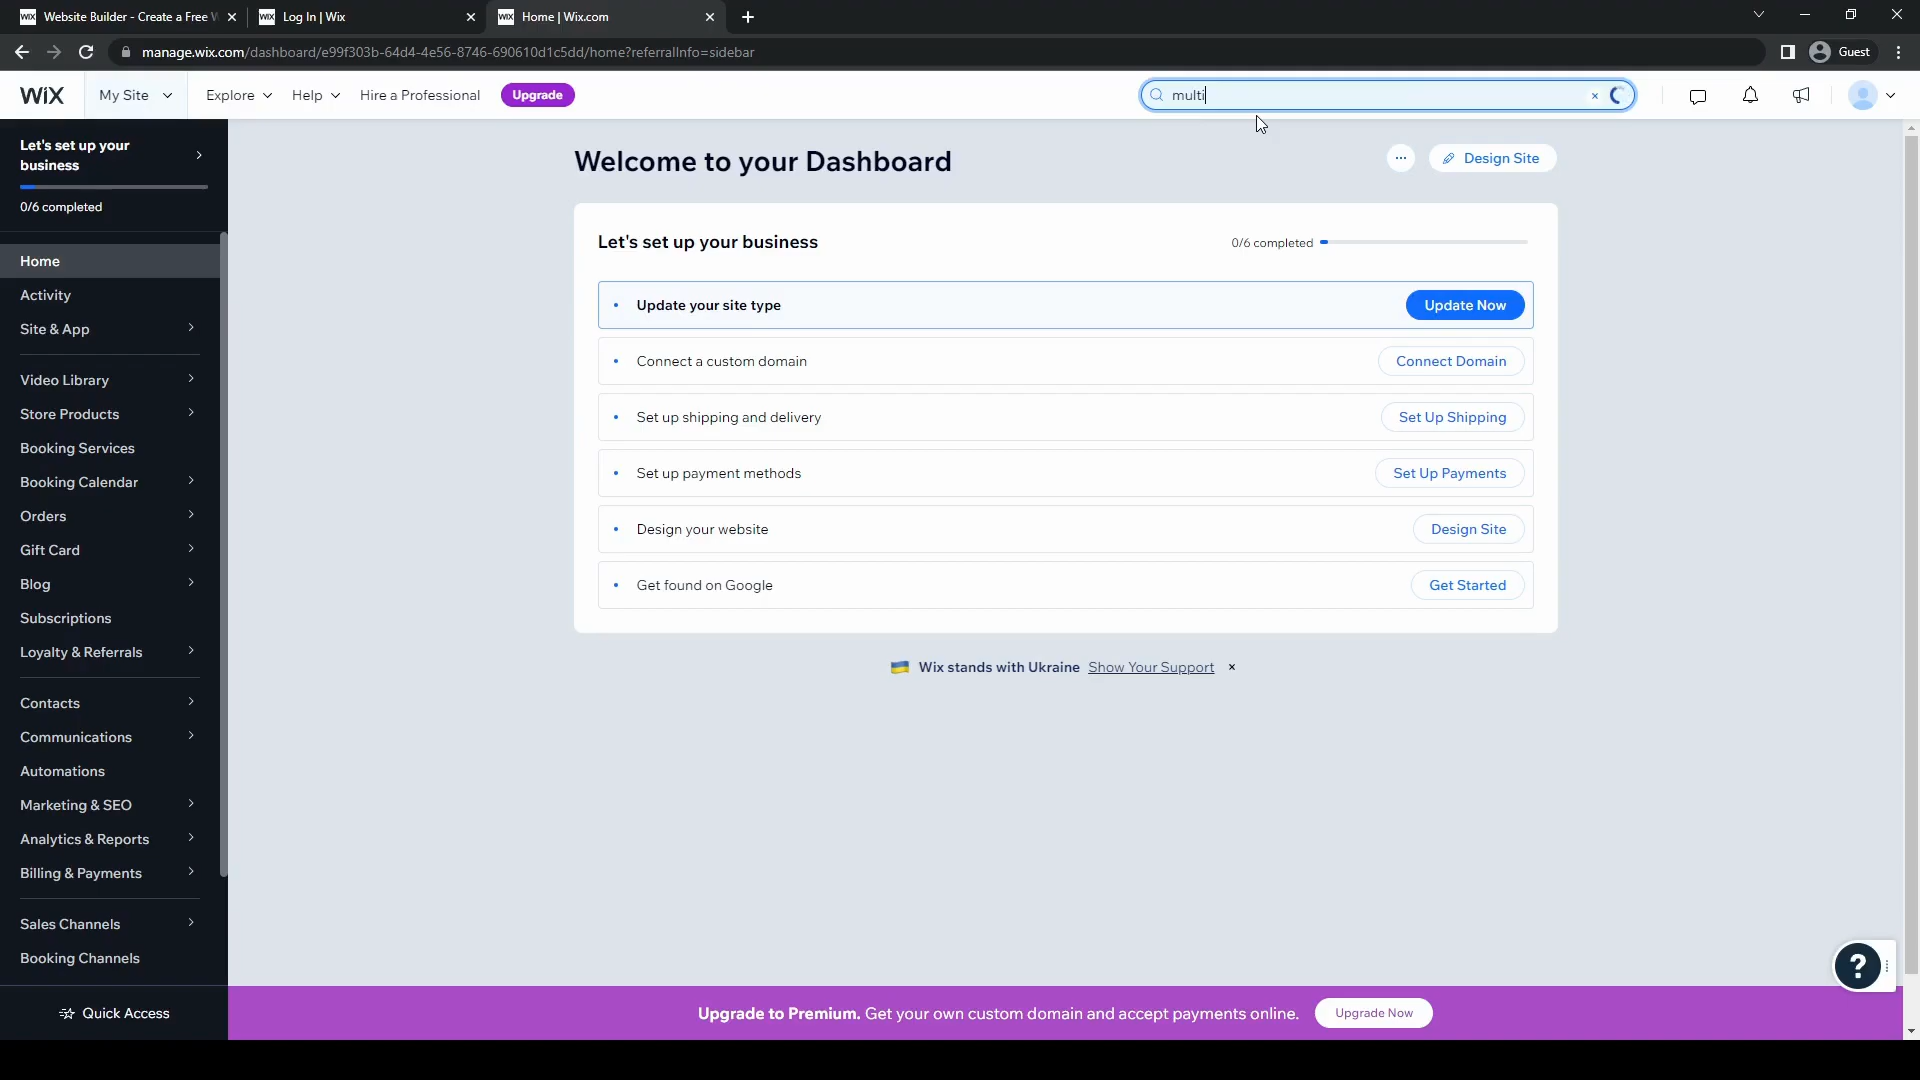 WiX Website Builder - Create a Free W
WiX Log In | Wix
WiX Home | Wix.com
manage.wix.com/dashboard/e99f303b-64d4-4e56-8746-690610d1c5dd/home?referralInfo=sidebar
Guest
WiX My Site Explore Help Hire a Professional Upgrade multi
Let's set up your
business
0/6 completed
Home
Activity
Site & App
Video Library
Store Products
Booking Services
Booking Calendar
Orders
Gift Card
Blog
Subscriptions
Loyalty & Referrals
Contacts
Communications
Automations
Marketing & SEO
Analytics & Reports
Billing & Payments
Sales Channels
Booking Channels
Quick Access
Welcome to your Dashboard
Design Site
Let's set up your business 0/6 completed
Update your site type Update Now
Connect a custom domain Connect Domain
Set up shipping and delivery Set Up Shipping
Set up payment methods Set Up Payments
Design your website Design Site
Get found on Google Get Started
Wix stands with Ukraine Show Your Support ×
?
Upgrade to Premium. Get your own custom domain and accept payments online. Upgrade Now